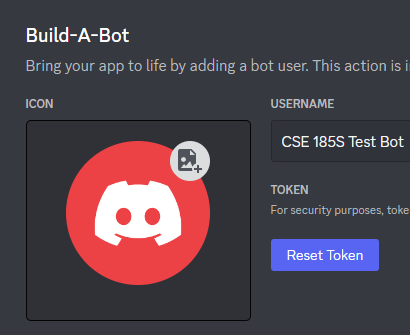 Build-A-Bot
Bring your app to life by adding a bot user. This action is
ICON
USERNAME
CSE 185S Test Bot
TOKEN
For security purposes, toke
Reset Token